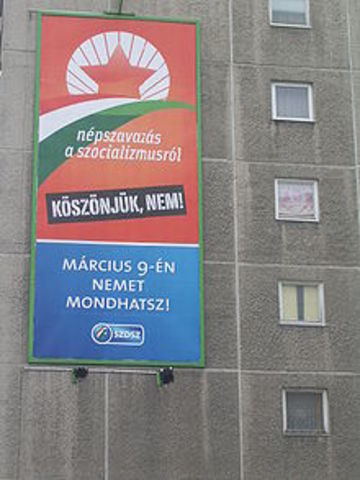 népszavazás
a szocializmusról
KÖSZÖNJÜK, NEM!
MÁRCIUS 9-ÉN
NEMET
MONDHATSZ!
SZDSZ